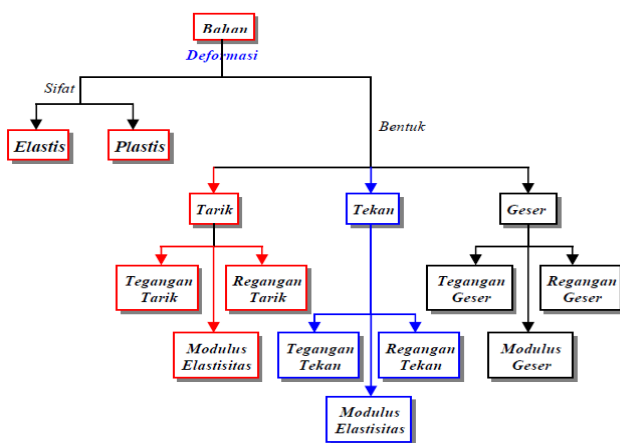 Bahan
Deformasi
Sifat
Elastis
Plastis
Bentuk
Tarik
Tekan
Geser
Tegangan
Tarik
Regangan
Tarik
Modulus
Elastisitas
Tegangan
Tekan
Regangan
Tekan
Modulus
Elastisitas
Tegangan
Geser
Regangan
Geser
Modulus
Geser